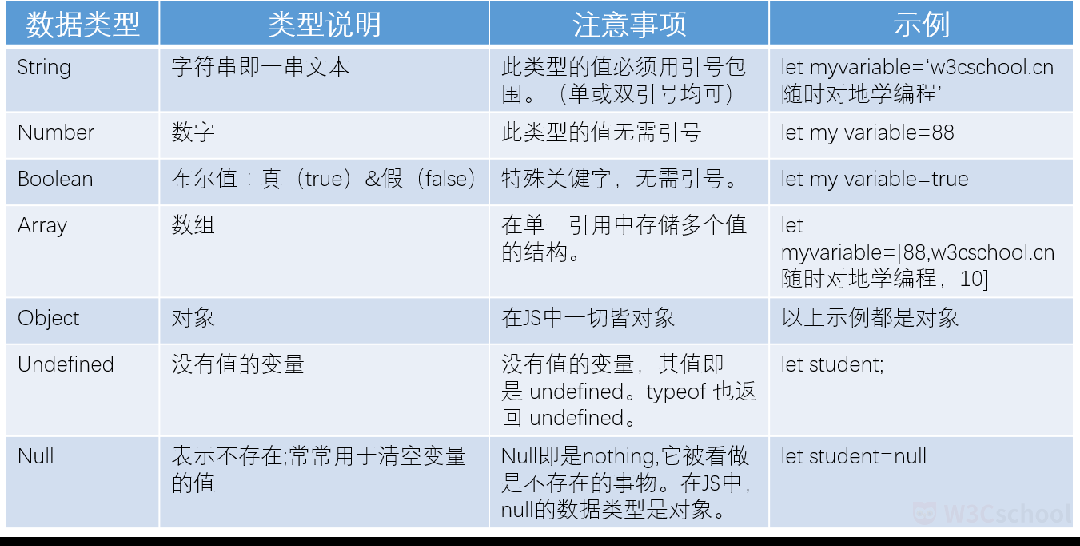 数据类型 类型说明 注意事项 示例
String 字符串即一串文本 此类型的值必须用引号包 let myvariable=‘w3cschool.cn
围。（单或双引号均可） 随时对地学编程’
Number 数字 此类型的值无需引号 let my variable=88
Boolean 布尔值：真（true）&假（false） 特殊关健字，无需引号。 let my variable=true
Array 数组 在单一引用中存储多个值 let
的结构。 myvariable=[88,w3cschool.cn
随时对地学编程，10]
Object 对象 在JS中一切皆对象 以上示例都是对象
Undefined 没有值的变量 没有值的变量，其值即 let student;
是 undefined。typeof 也返
回 undefined。
Null 表示不存在;常常用于清空变量 Null即是nothing,它被看做 let student=null
的值 是不存在的事物。在JS中，
null的数据类型是对象。
W3Cschool